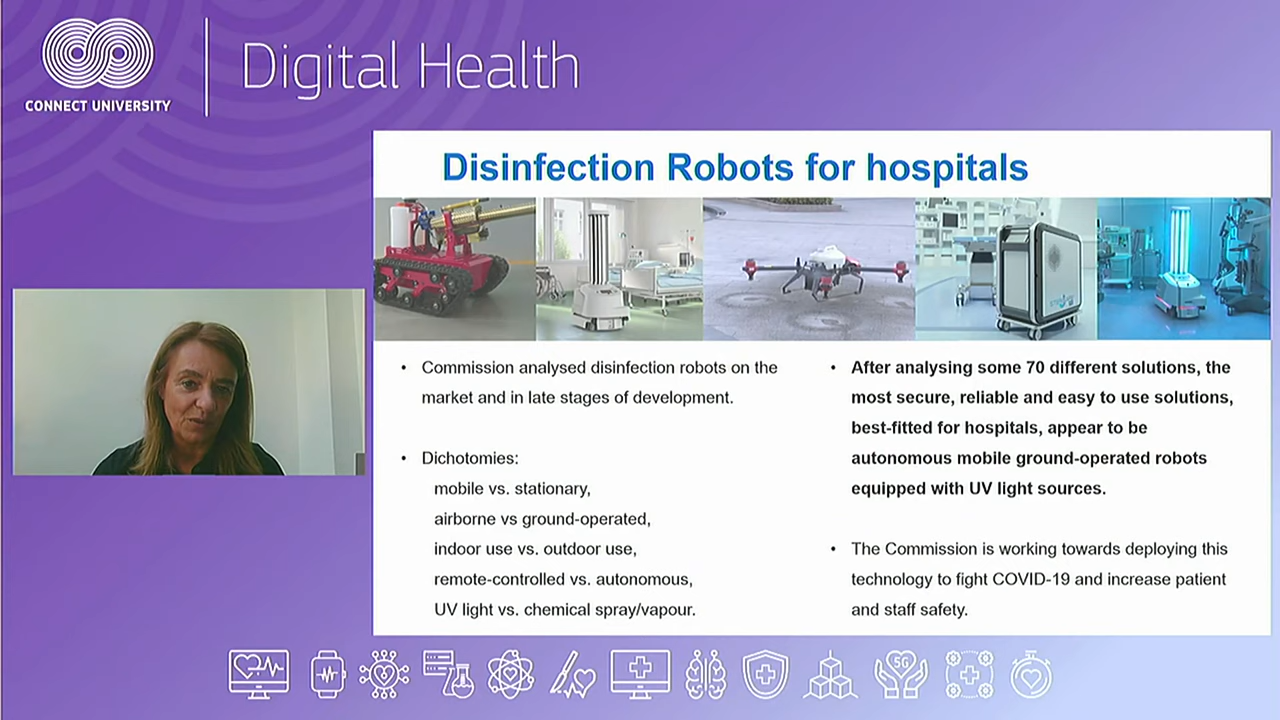 CONNECT UNIVERSITY
Digital Health
Disinfection Robots for hospitals
• Commission analysed disinfection robots on the
market and in late stages of development.
• Dichotomies:
mobile vs. stationary,
airborne vs ground-operated,
indoor use vs. outdoor use,
remote-controlled vs. autonomous,
UV light vs. chemical spray/vapour.
• After analysing some 70 different solutions, the
most secure, reliable and easy to use solutions,
best-fitted for hospitals, appear to be
autonomous mobile ground-operated robots
equipped with UV light sources.
• The Commission is working towards deploying this
technology to fight COVID-19 and increase patient
and staff safety.
5G